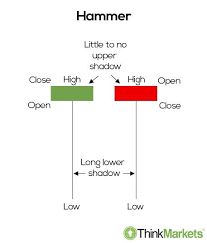 Hammer
Little to no
upper
shadow
Close High High Open
Open Close
Long lower
shadow
Low Low
ThinkMarkets